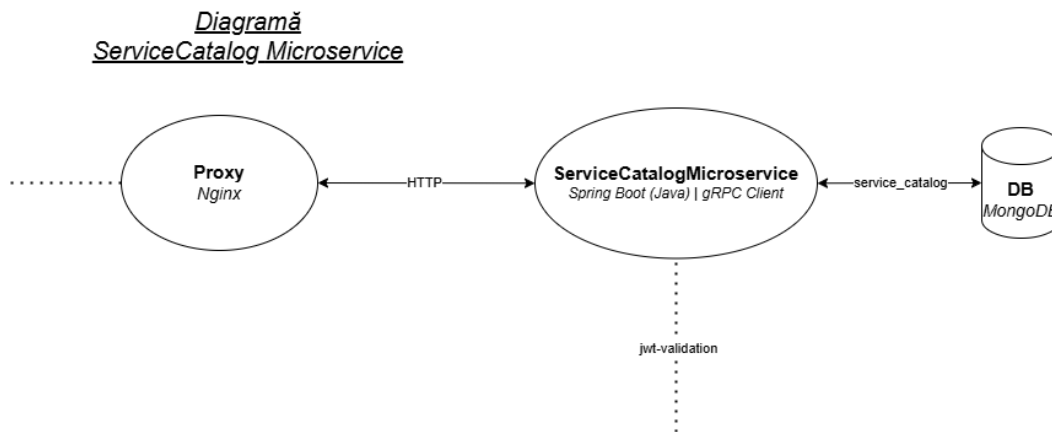 Diagramă
ServiceCatalog Microservice
Proxy
Nginx
HTTP
ServiceCatalogMicroservice
Spring Boot (Java) | gRPC Client
service_catalog
DB
MongoDB
jwt-validation